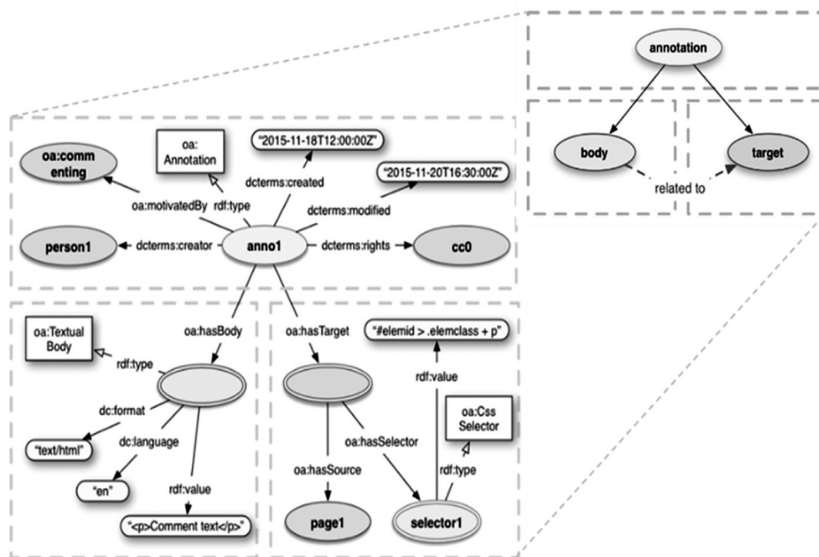 annotation
body
target
related to
oa:comm
enting
oa:
Annotation
"2015-11-18T12:00:00Z"
"2015-11-20T16:30:00Z"
dcterms:created
oa:motivatedBy
rdf:type
dcterms:modified
person1
dcterms:creator
anno1
dcterms:rights
cc0
oa:hasBody
oa:hasTarget
oa:Textual
Body
rdf:type
dc:format
"text/html"
dc:language
"en"
rdf:value
"<p>Comment text</p>"
"#elemid > .elemclass + p"
rdf:value
oa:Css
Selector
oa:hasSelector
oa:hasSource
rdf:type
page1
selector1